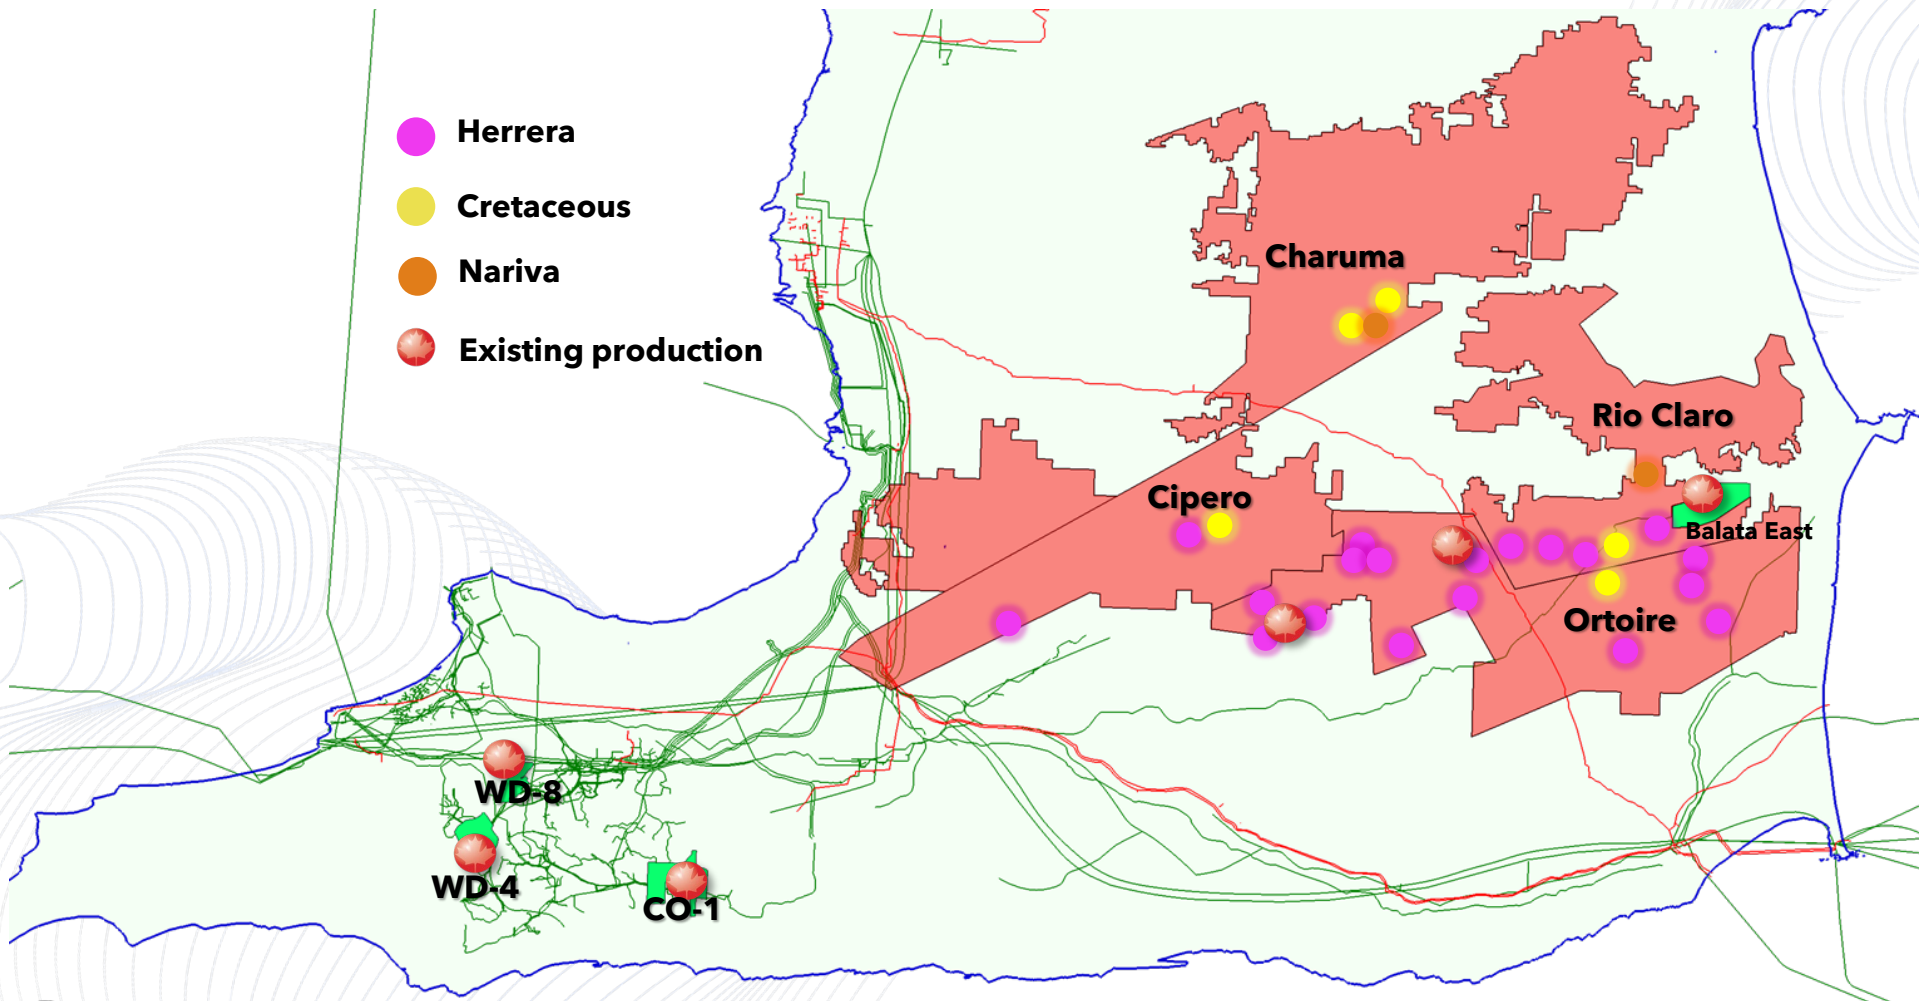 Herrera
Cretaceous
Nariva
Existing production
Charuma
Rio Claro
Cipero
Balata East
Ortoire
WD-8
WD-4
CO-1